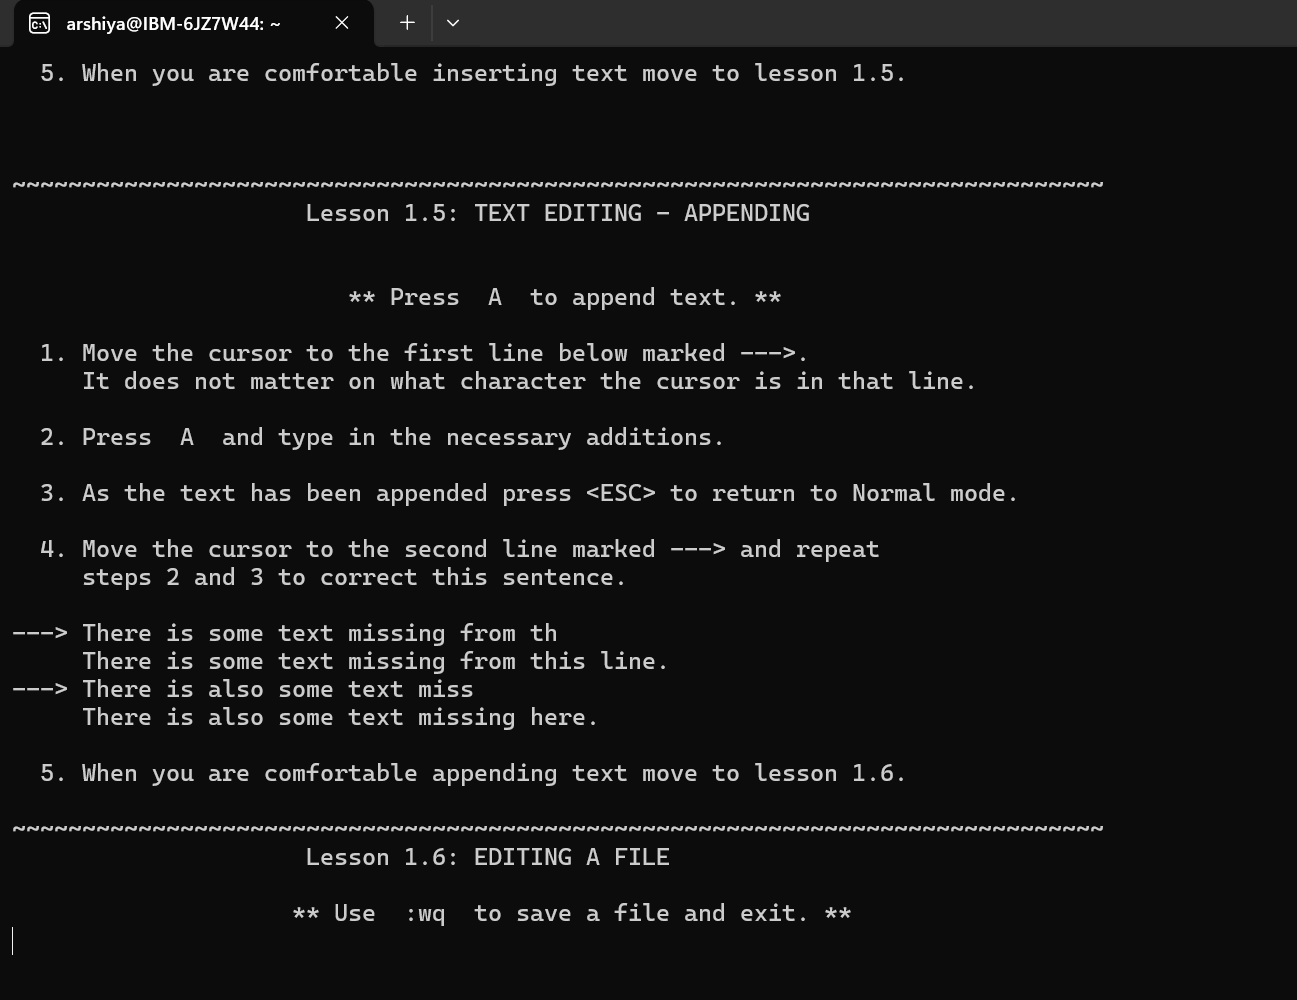 arshiya@IBM-6JZ7W44: ~
5. When you are comfortable inserting text move to lesson 1.5.
~~~~~~~~~~~~~~~~~~~~~~~~~~~~~~~~~~~~~~~~~~~~~~~~~~~~~~~~~~~~~~~~~~~~~~~~~~~~~~
Lesson 1.5: TEXT EDITING - APPENDING
** Press  A  to append text. **
1. Move the cursor to the first line below marked --->.
It does not matter on what character the cursor is in that line.
2. Press  A  and type in the necessary additions.
3. As the text has been appended press <ESC> to return to Normal mode.
4. Move the cursor to the second line marked ---> and repeat
steps 2 and 3 to correct this sentence.
---> There is some text missing from th
There is some text missing from this line.
---> There is also some text miss
There is also some text missing here.
5. When you are comfortable appending text move to lesson 1.6.
~~~~~~~~~~~~~~~~~~~~~~~~~~~~~~~~~~~~~~~~~~~~~~~~~~~~~~~~~~~~~~~~~~~~~~~~~~~~~~
Lesson 1.6: EDITING A FILE
** Use  :wq  to save a file and exit. **